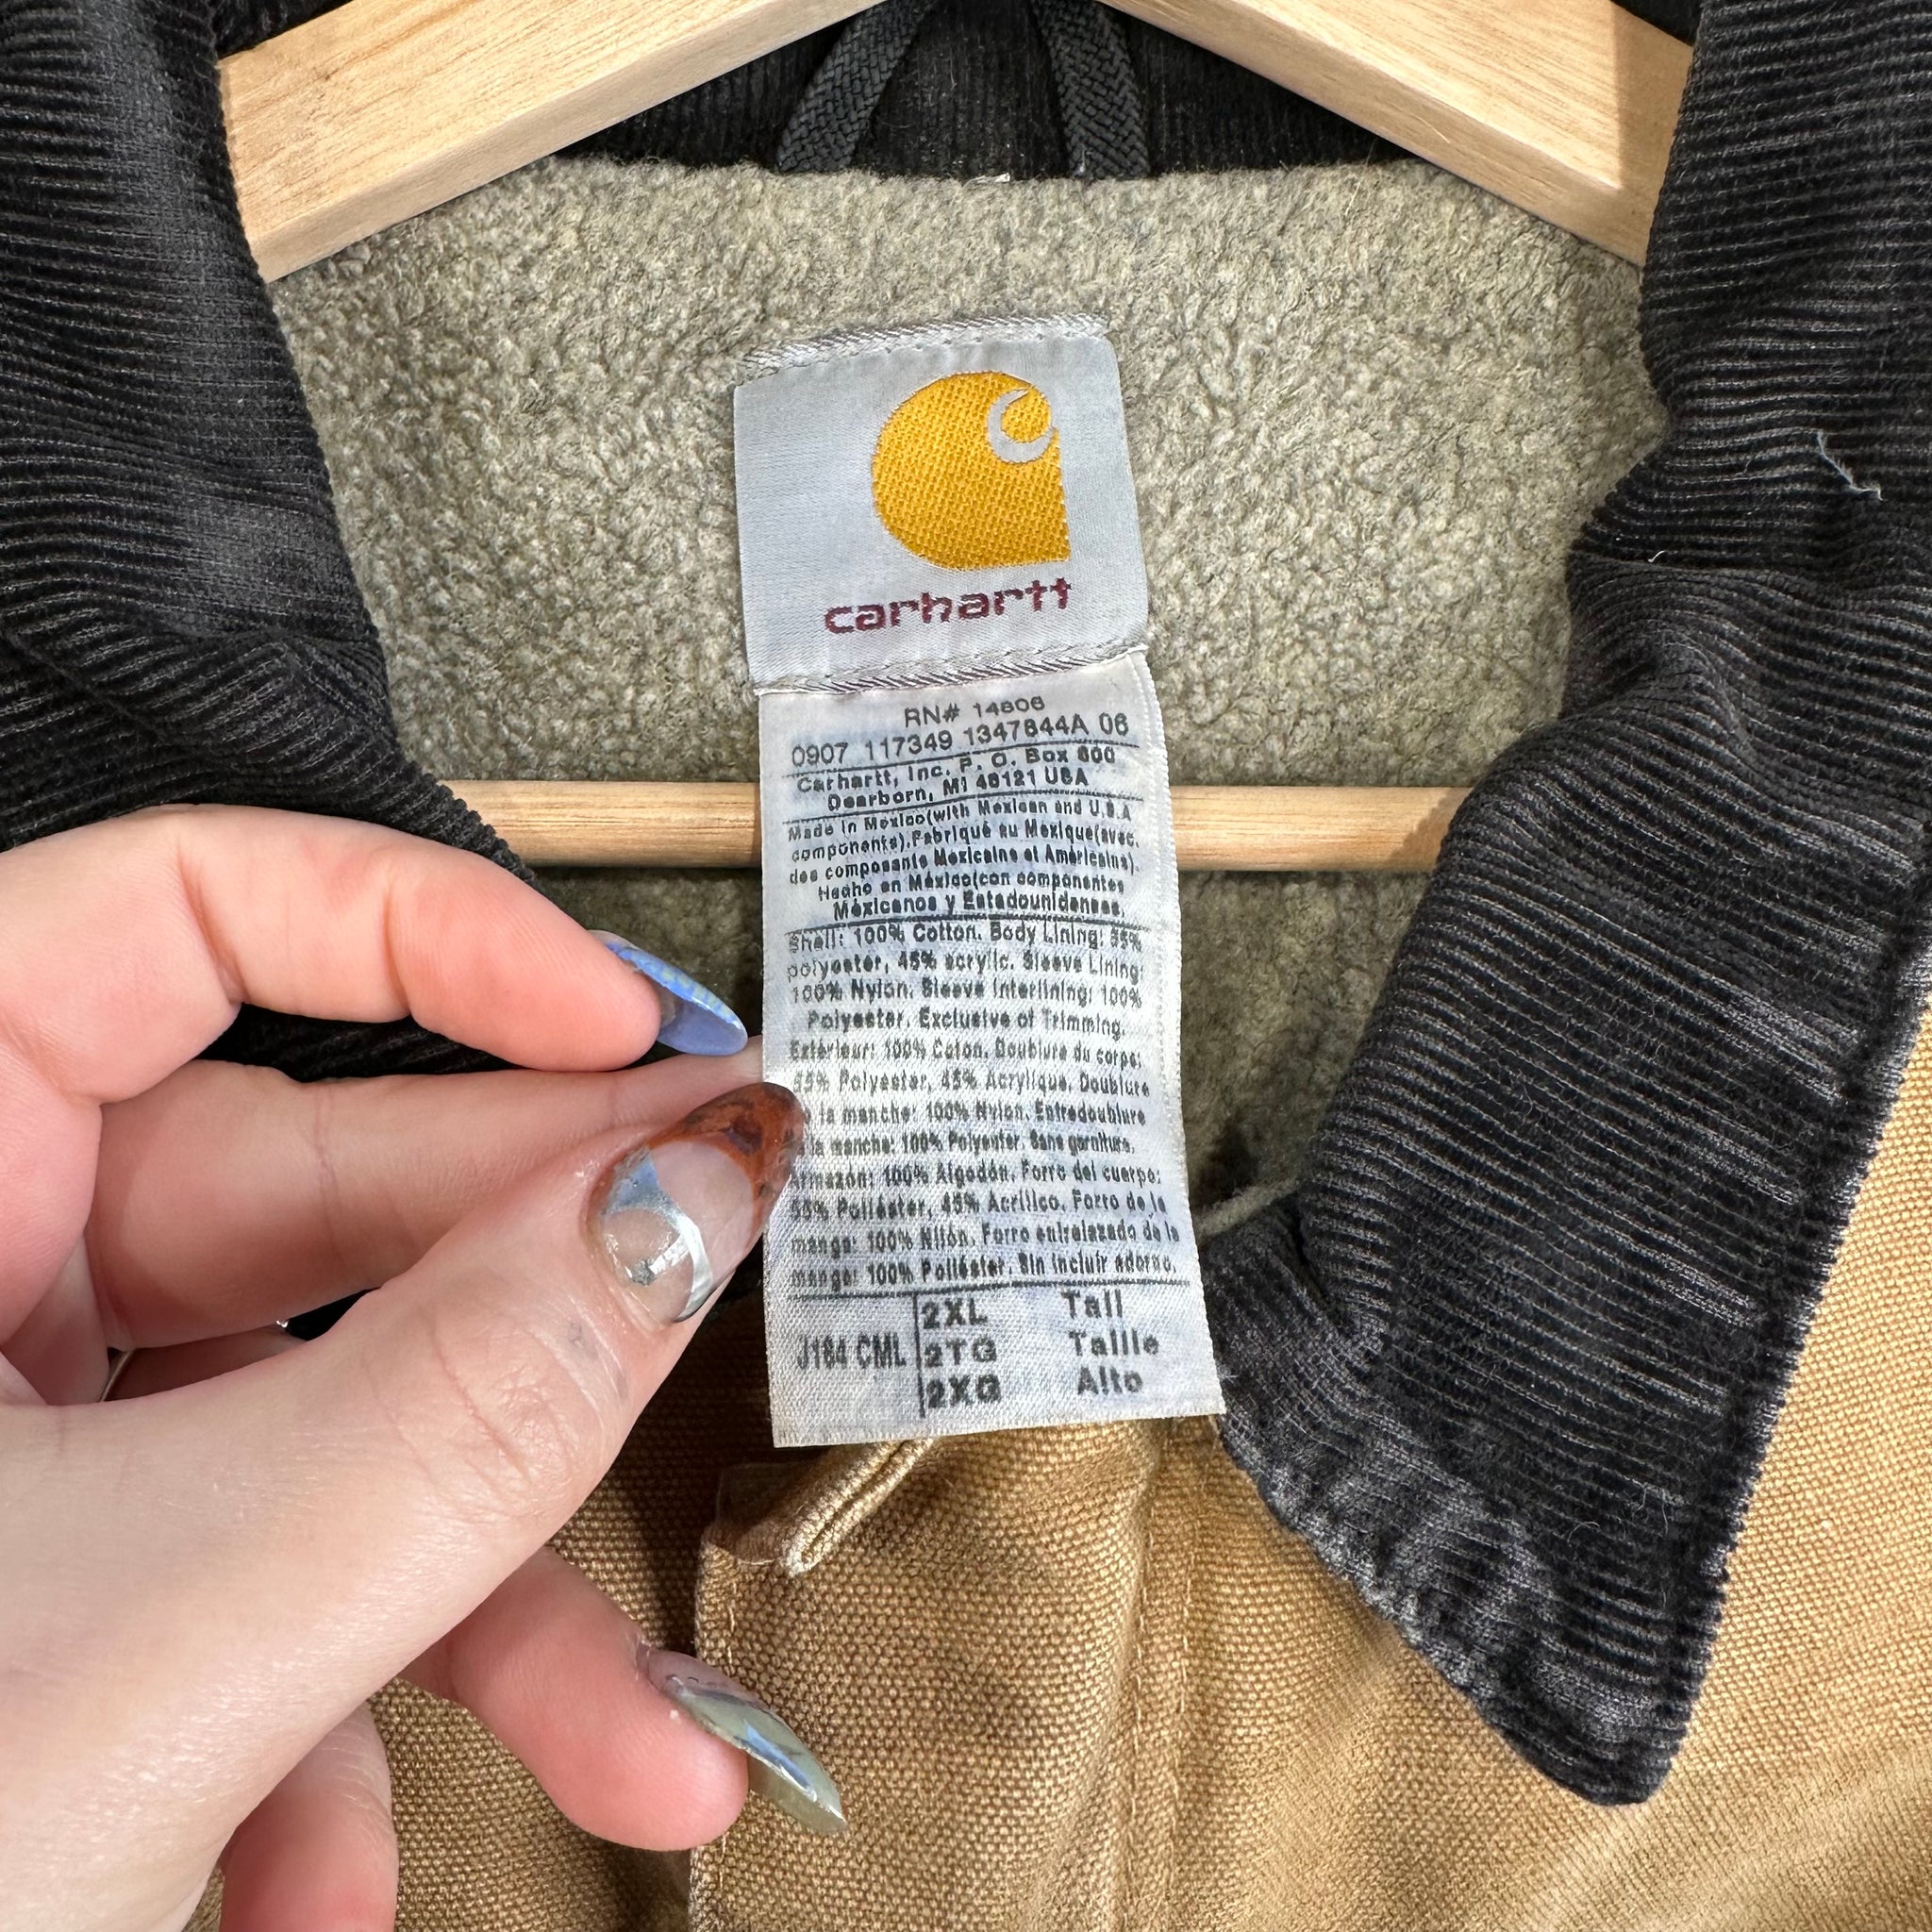 carhartt
RN# 14806
0907 117349 1347844A 06
Carhartt, Inc. P. O. Box 600
Dearborn, MI 48121 USA
Made in Mexico(with Mexican and U.S.A
components).Fabriqué au Mexique(avec.
des composants Mexicains et Américains).
Hecho en México(con componentes
Méxicanos y Estadounidenses.
Shell: 100% Cotton. Body Lining: 55%
polyester, 45% acrylic. Sleeve Lining:
100% Nylon. Sleeve Interlining: 100%
Polyester. Exclusive of Trimming.
Extérieur: 100% Coton. Doublure du corps:
55% Polyester, 45% Acrylique. Doublure
la manche: 100% Nylon. Entredoublure
la manche: 100% Polyester. Sans garniture.
Armazon: 100% Algodón. Forro del cuerpo:
55% Poliéster, 45% Acrílico. Forro de la
manga: 100% Nilón. Forro entrelazado de la
manga: 100% Poliéster. Sin incluir adorno.
J184 CML 2XL Tall
2TG Taille
2XG Alto